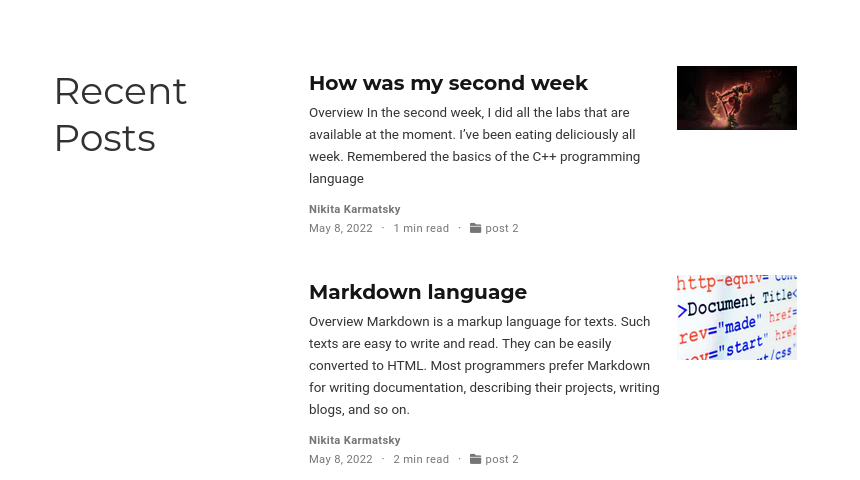 Recent
Posts
How was my second week
Overview In the second week, I did all the labs that are
available at the moment. I've been eating deliciously all
week. Remembered the basics of the C++ programming
language
Nikita Karmatsky
May 8, 2022 · 1 min read · post 2
Markdown language
Overview Markdown is a markup language for texts. Such
texts are easy to write and read. They can be easily
converted to HTML. Most programmers prefer Markdown
for writing documentation, describing their projects, writing
blogs, and so on.
Nikita Karmatsky
May 8, 2022 · 2 min read · post 2
http-equiv=
>Document Title<
rev="made" href=
="start" href
/css"